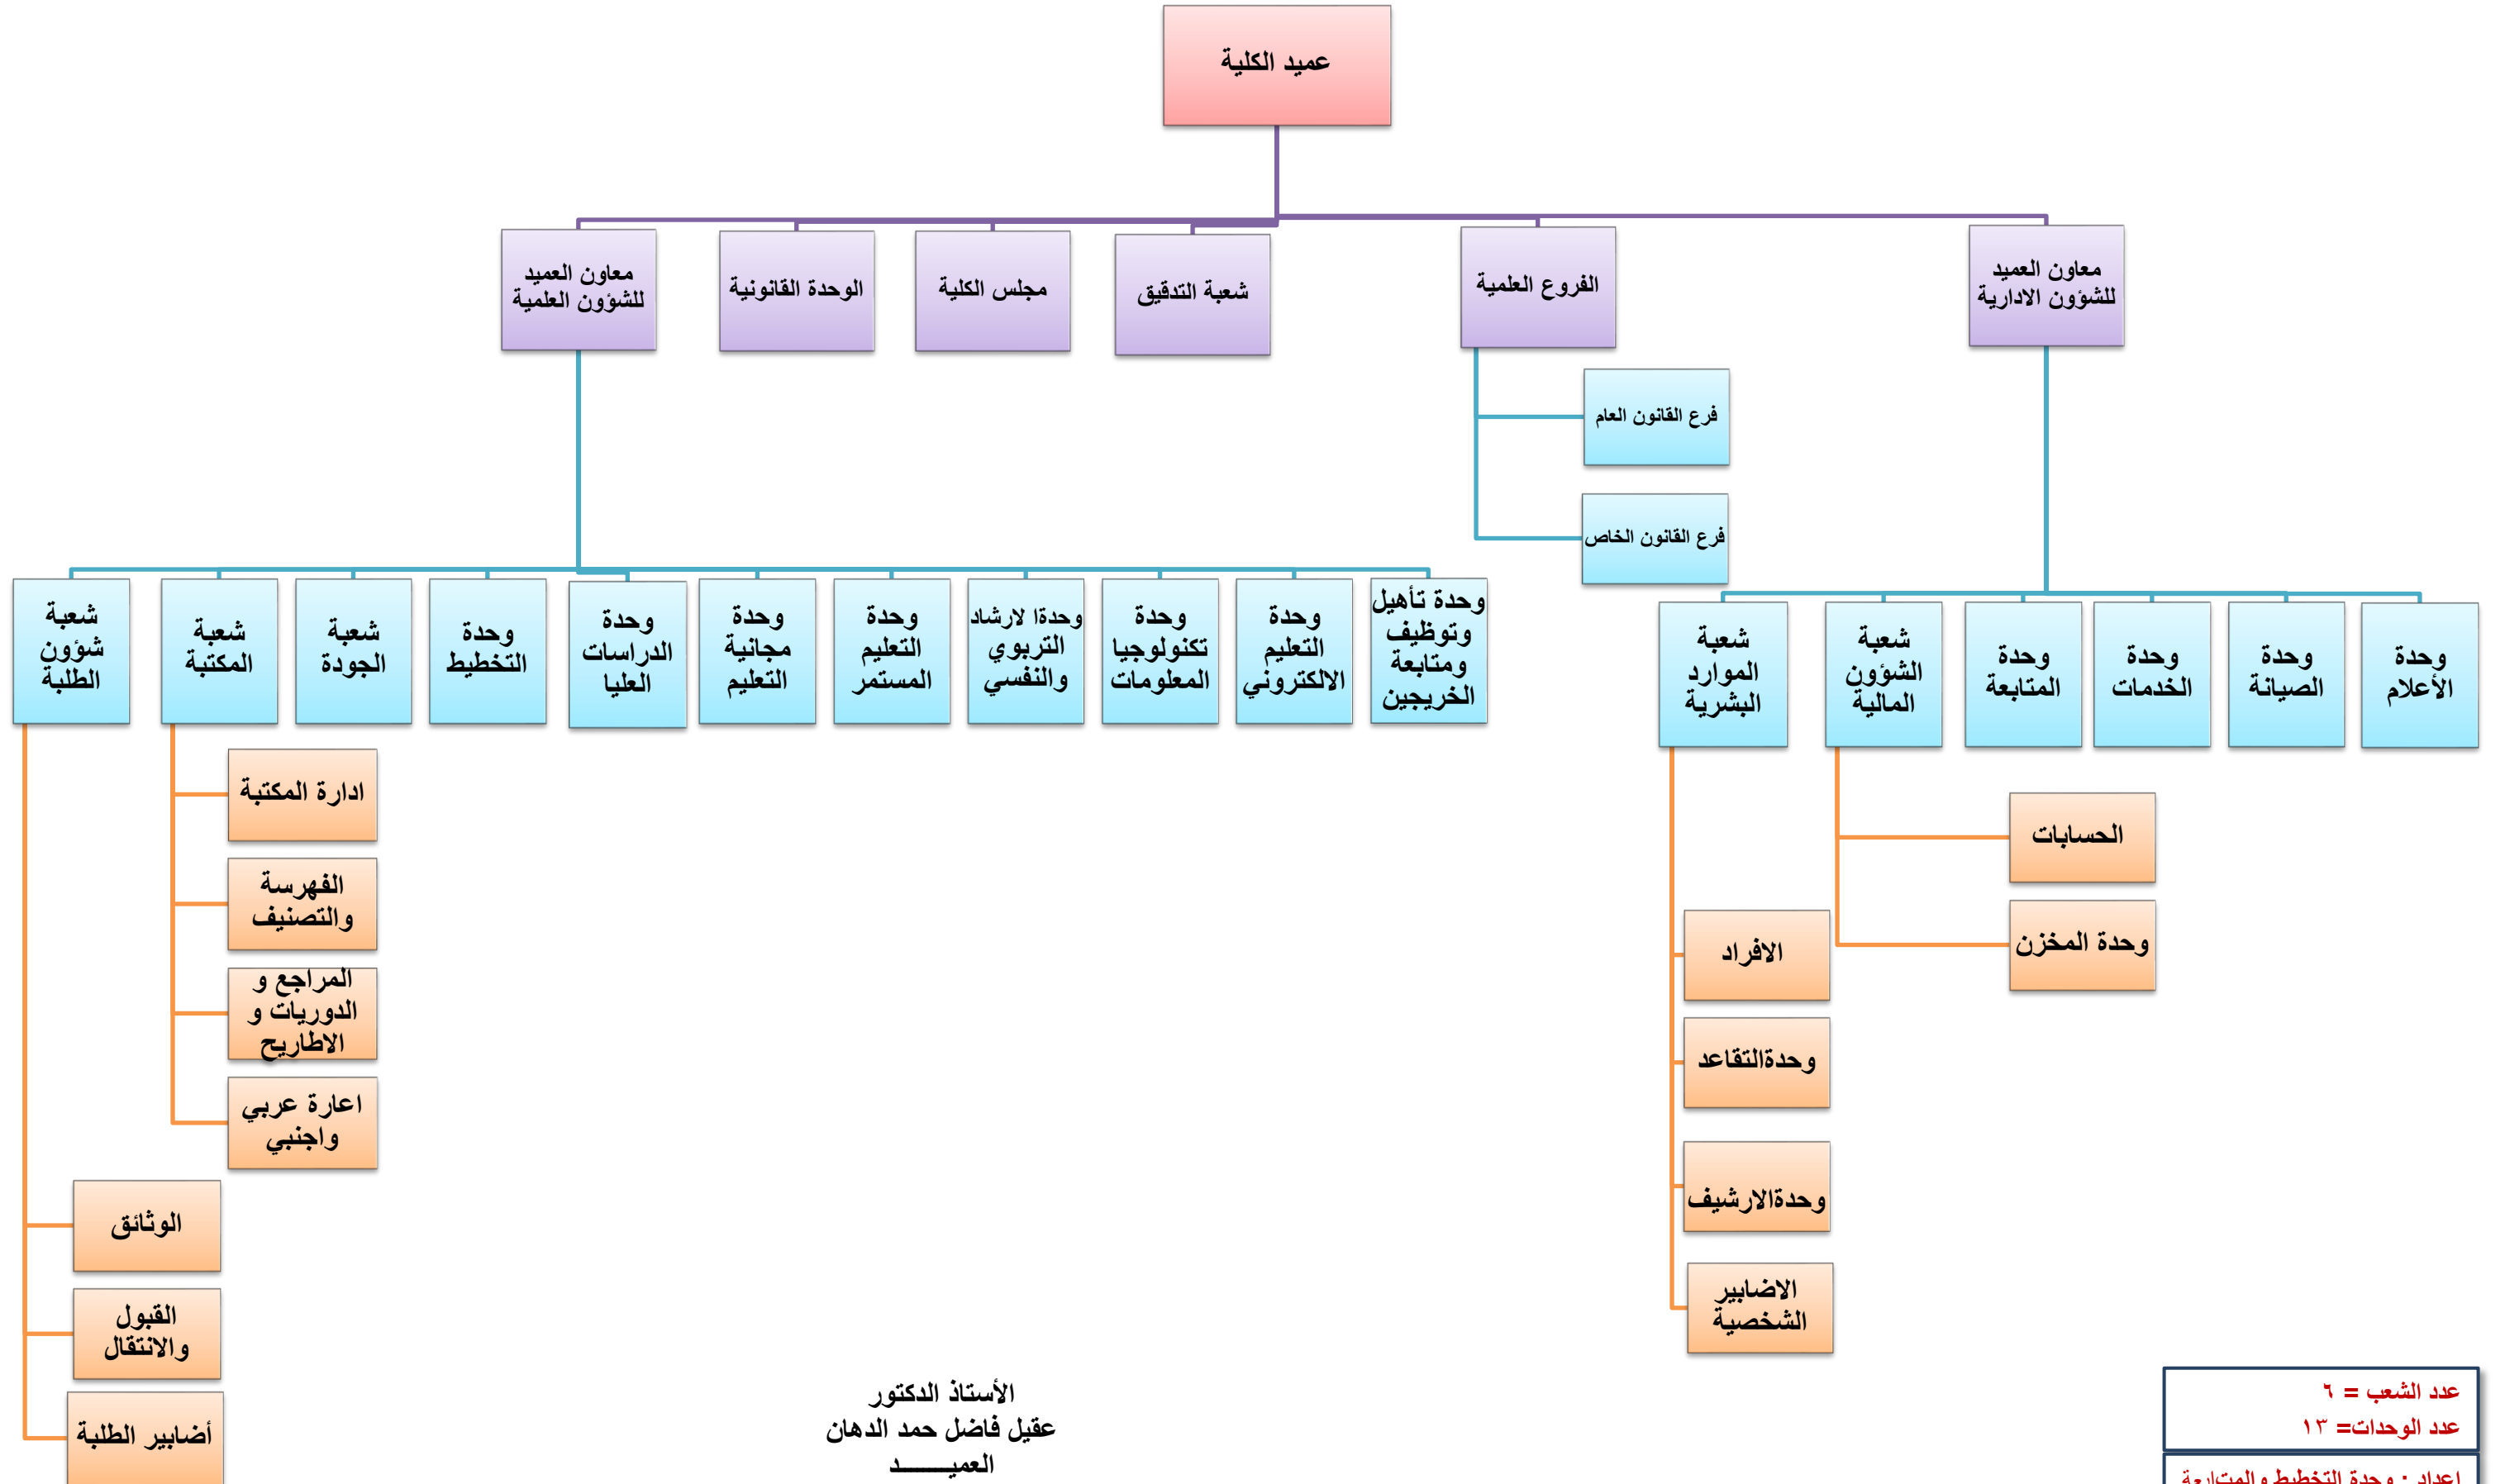 عميد الكلية
معاون العميد
للشؤون الادارية
الفروع العلمية
شعبة التدقيق
مجلس الكلية
الوحدة القانونية
معاون العميد
للشؤون العلمية
فرع القانون العام
فرع القانون الخاص
وحدة
الأعلام
وحدة
الصيانة
وحدة
الخدمات
وحدة
المتابعة
شعبة
الشؤون
المالية
شعبة
الموارد
البشرية
وحدة تأهيل
وتوظيف
ومتابعة
الخريجين
وحدة
التعليم
الالكتروني
وحدة
تكنولوجيا
المعلومات
وحدةا لارشاد
التربوي
والنفسي
وحدة
التعليم
المستمر
وحدة
مجانية
التعليم
وحدة
الدراسات
العليا
وحدة
التخطيط
شعبة
الجودة
شعبة
المكتبة
شعبة
شؤون
الطلبة
الحسابات
وحدة المخزن
الافراد
وحدةالتقاعد
وحدةالارشيف
الاضابير
الشخصية
ادارة المكتبة
الفهرسة
والتصنيف
المراجع و
الدوريات و
الاطاريح
اعارة عربي
واجنبي
الوثائق
القبول
والانتقال
أضابير الطلبة
الأستاذ الدكتور
عقيل فاضل حمد الدهان
العميــــــــد
عدد الشعب = ٦
عدد الوحدات= ١٣
اعداد : وحدة التخطيط والمتابعة